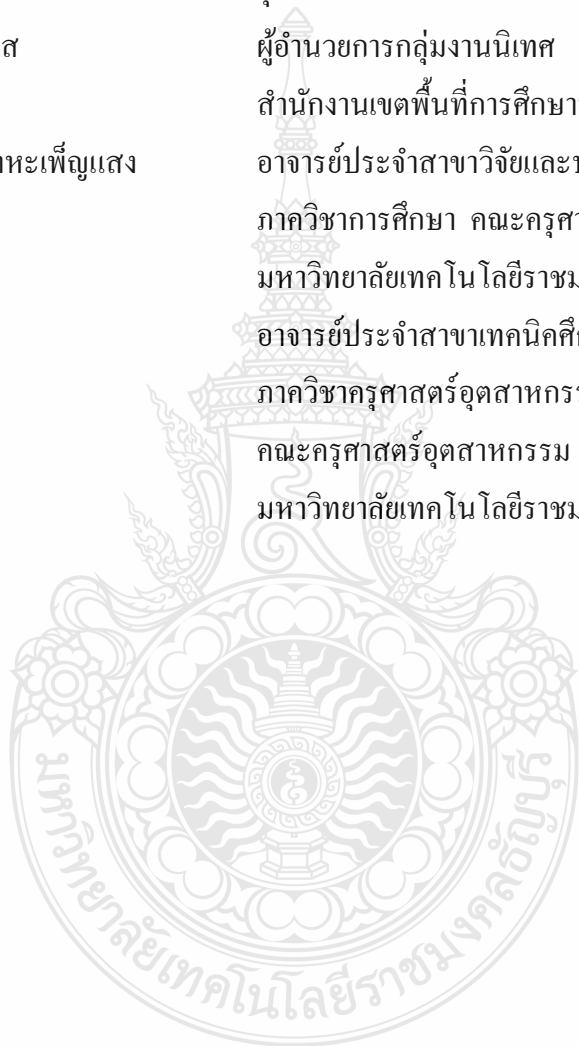 ส ผู้อำนวยการกลุ่มงานนิเทศ
สำนักงานเขตพื้นที่การศึกษา
าหะเพ็ญแสง อาจารย์ประจำสาขาวิจัยและ
ภาควิชาการศึกษา คณะครุศา
มหาวิทยาลัยเทคโนโลยีราชม
อาจารย์ประจำสาขาเทคนิคศึก
ภาควิชาครุศาสตร์อุตสาหกรร
คณะครุศาสตร์อุตสาหกรรม
มหาวิทยาลัยเทคโนโลยีราชม
มหาวิทยาลัยเทคโนโลยีราชมงคลธัญบุรี